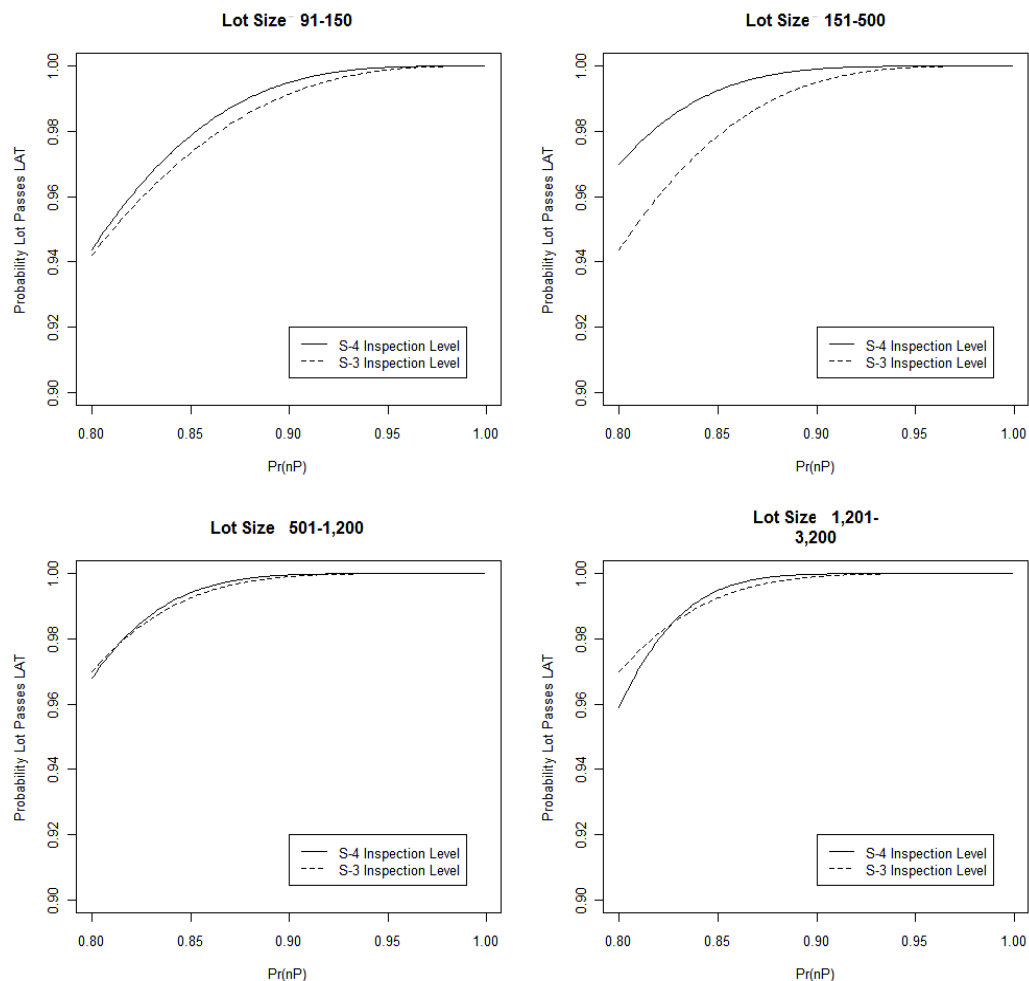 Lot Size 91-150
Probability Lot Passes LAT
1.00
0.98
0.96
0.94
0.92
0.90
S-4 Inspection Level
S-3 Inspection Level
0.80 0.85 0.90 0.95 1.00
Pr(nP)
Lot Size 151-500
Probability Lot Passes LAT
1.00
0.98
0.96
0.94
0.92
0.90
S-4 Inspection Level
S-3 Inspection Level
0.80 0.85 0.90 0.95 1.00
Pr(nP)
Lot Size 501-1,200
Probability Lot Passes LAT
1.00
0.98
0.96
0.94
0.92
0.90
S-4 Inspection Level
S-3 Inspection Level
0.80 0.85 0.90 0.95 1.00
Pr(nP)
Lot Size 1,201-
3,200
Probability Lot Passes LAT
1.00
0.98
0.96
0.94
0.92
0.90
S-4 Inspection Level
S-3 Inspection Level
0.80 0.85 0.90 0.95 1.00
Pr(nP)